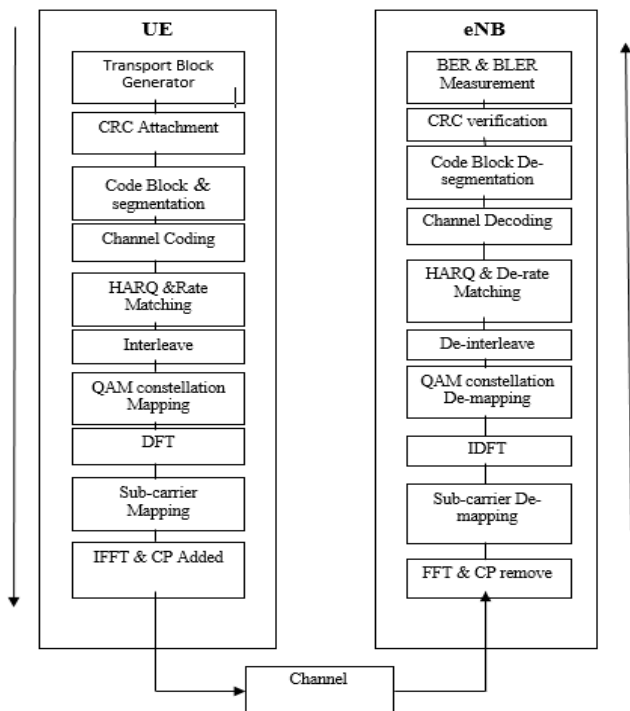 UE
Transport Block
Generator
CRC Attachment
Code Block &
segmentation
Channel Coding
HARQ &Rate
Matching
Interleave
QAM constellation
Mapping
DFT
Sub-carrier
Mapping
IFFT & CP Added
eNB
BER & BLER
Measurement
CRC verification
Code Block De-
segmentation
Channel Decoding
HARQ & De-rate
Matching
De-interleave
QAM constellation
De-mapping
IDFT
Sub-carrier De-
mapping
FFT & CP remove
Channel